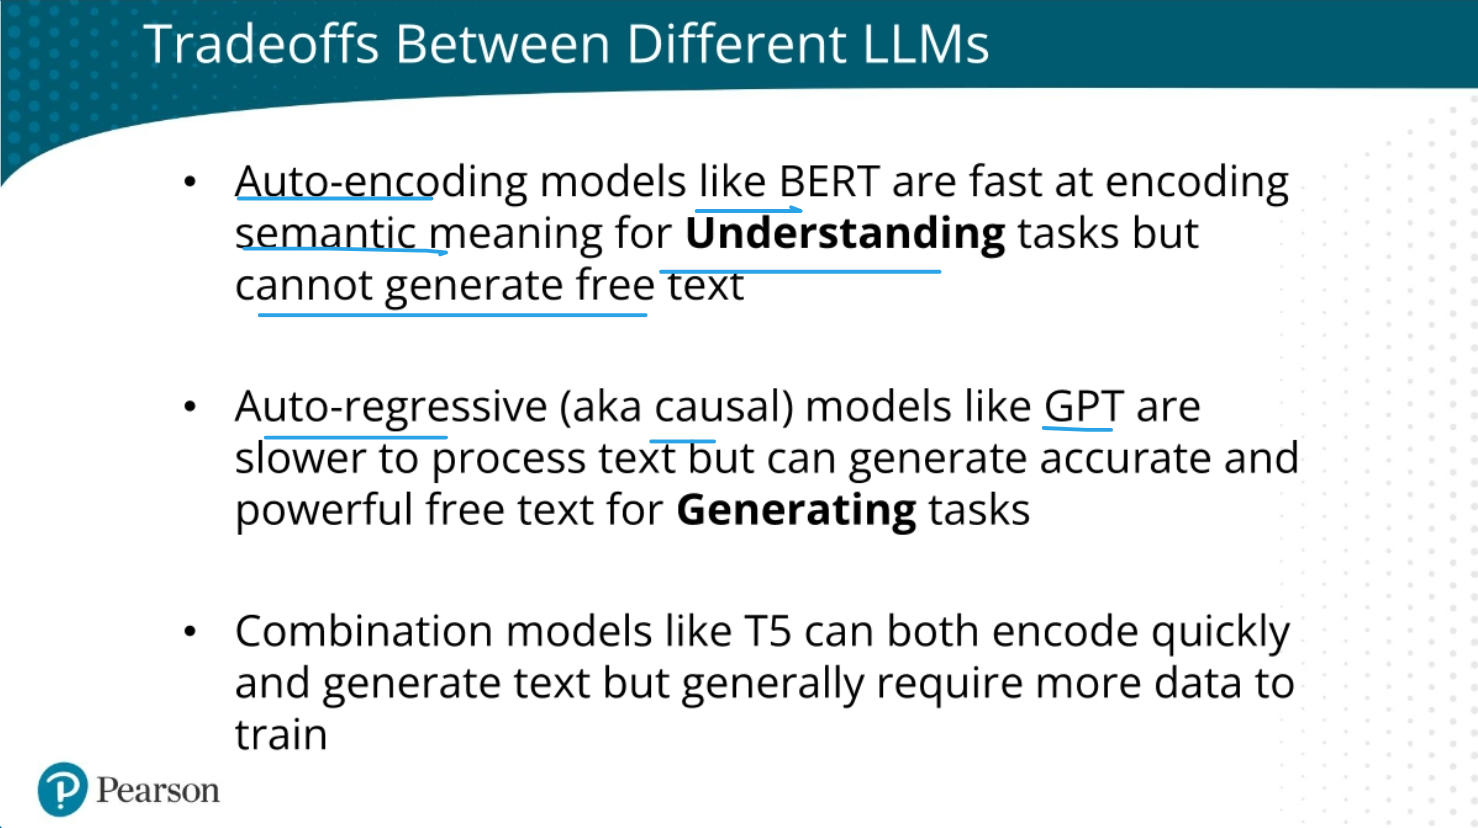 Tradeoffs Between Different LLMs
• Auto-encoding models like BERT are fast at encoding
semantic meaning for Understanding tasks but
cannot generate free text
• Auto-regressive (aka causal) models like GPT are
slower to process text but can generate accurate and
powerful free text for Generating tasks
• Combination models like T5 can both encode quickly
and generate text but generally require more data to
train
P Pearson